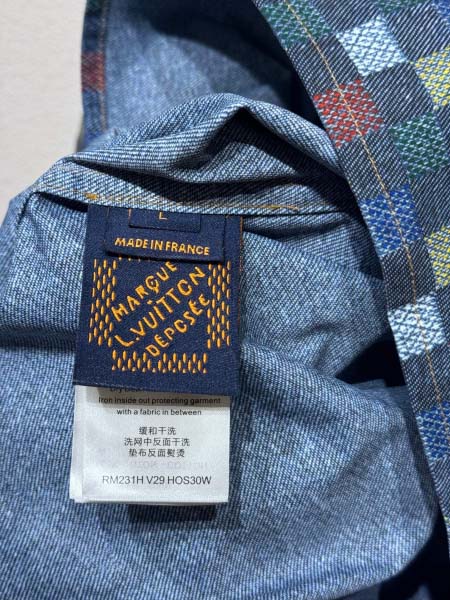 L
MADE IN FRANCE
MARQUE
L.VUITTON
DEPOSÉE
Iron inside out protecting garment
with a fabric in between
缓和干洗
洗网中反面干洗
垫布反面熨烫
RM231H V29 HOS30W